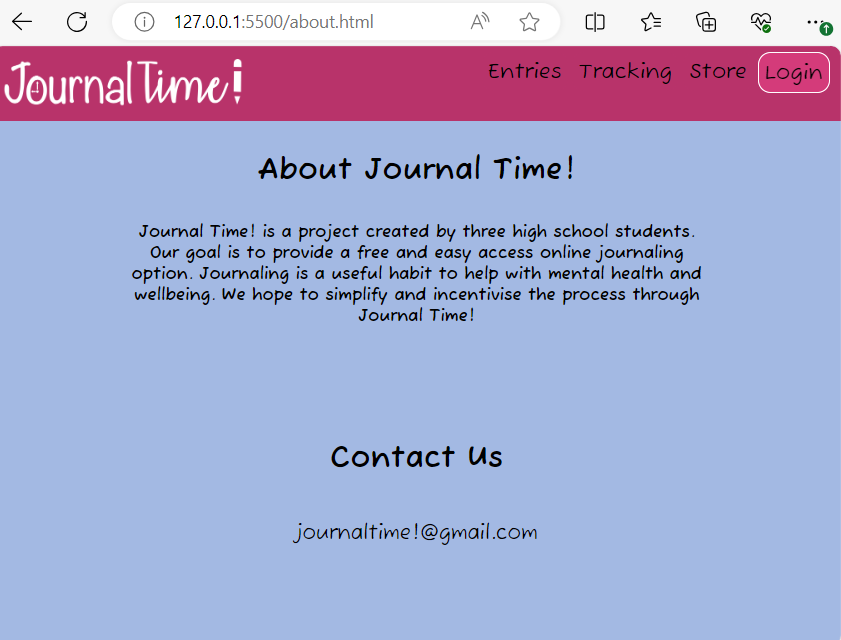 127.0.0.1:5500/about.html
Journal Time!
Entries Tracking Store Login
About Journal Time!
Journal Time! is a project created by three high school students.
Our goal is to provide a free and easy access online journaling
option. Journaling is a useful habit to help with mental health and
wellbeing. We hope to simplify and incentivise the process through
Journal Time!
Contact Us
journaltime!@gmail.com